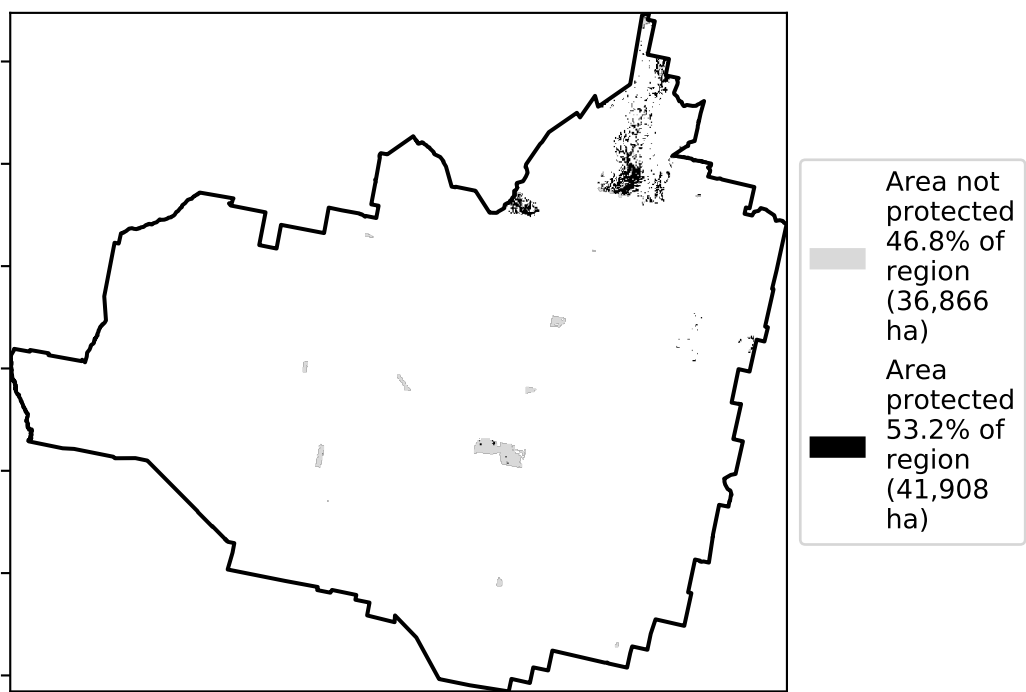 Area not
protected
46.8% of
region
(36,866
ha)
Area
protected
53.2% of
region
(41,908
ha)